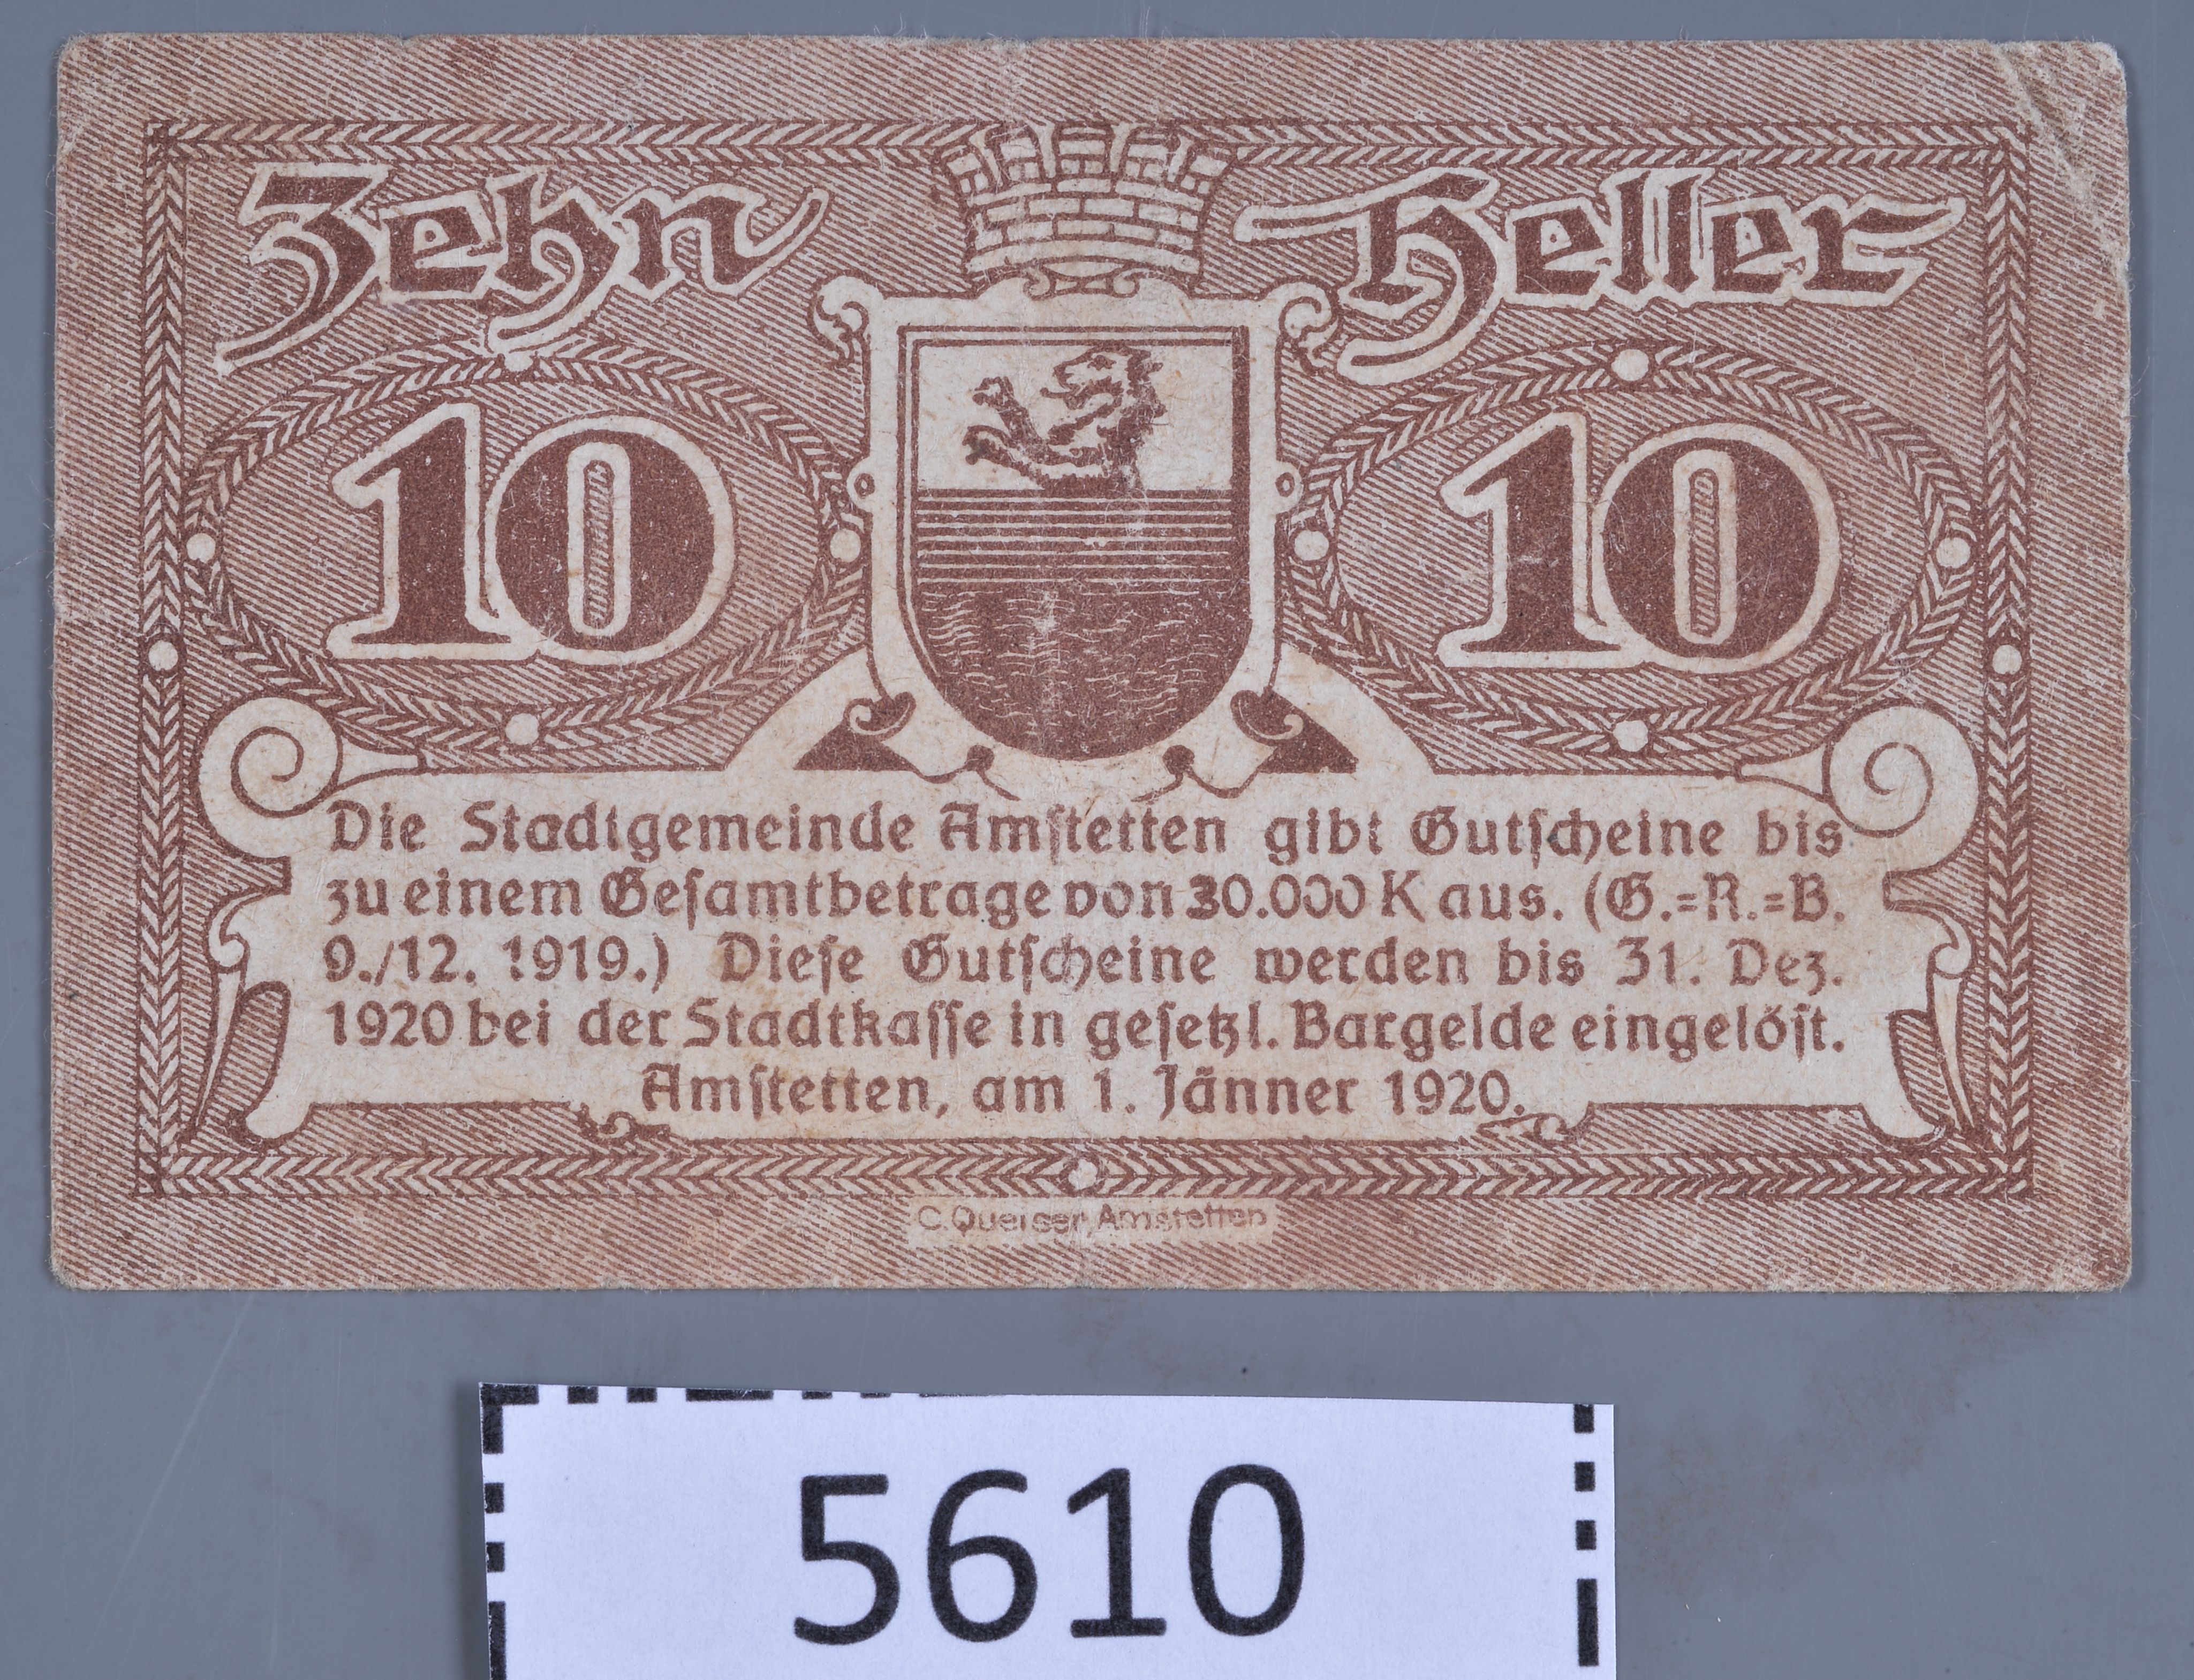 Zehn Heller
10 10
Die Stadtgemeinde Amstetten gibt Gutscheine bis
zu einem Gesamtbetrage von 30.000 K aus. (G.=R.=B.
9./12. 1919.) Diese Gutscheine werden bis 31. Dez.
1920 bei der Stadtkasse in gesetzl. Bargelde eingelöst.
Amstetten, am 1. Jänner 1920.
C. Queiser, Amstetten
5610